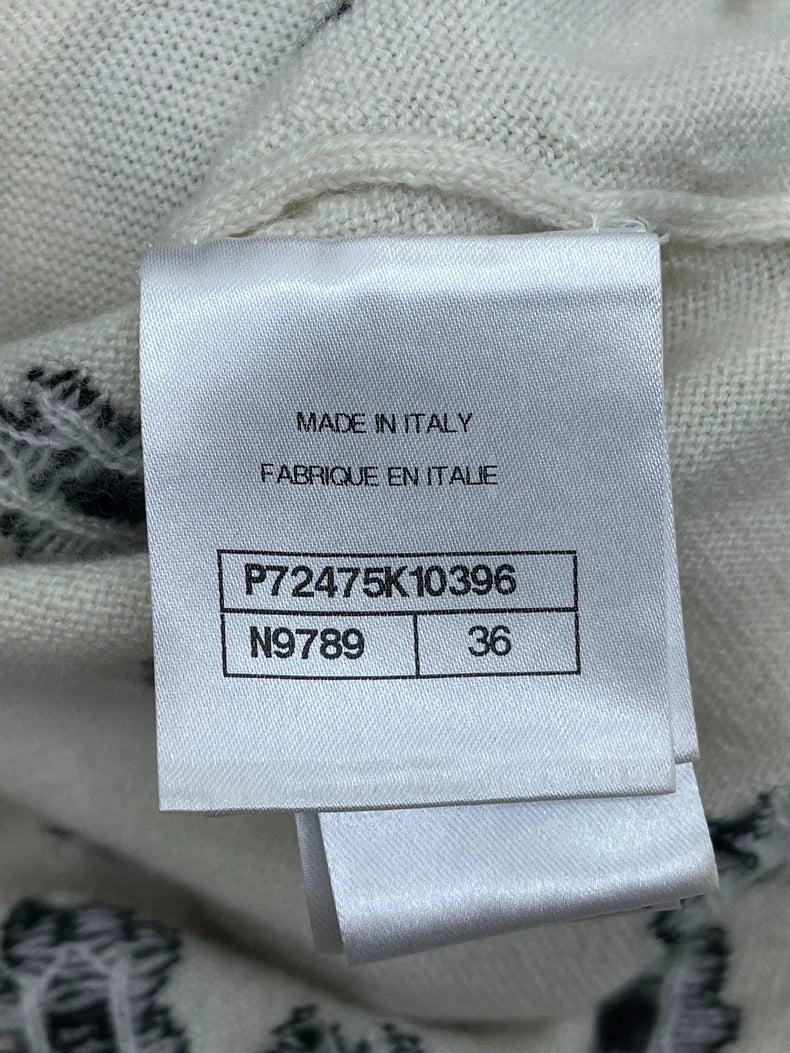 MADE IN ITALY
FABRIQUE EN ITALIE
P72475K10396
N9789 36